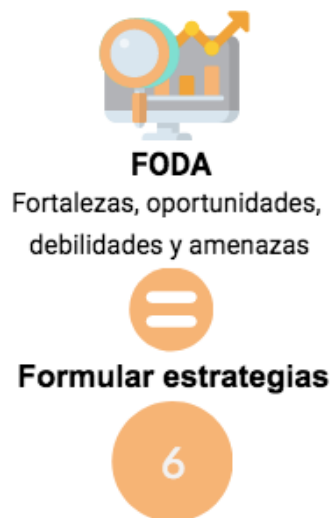 FODA
Fortalezas, oportunidades,
debilidades y amenazas
=
Formular estrategias
6